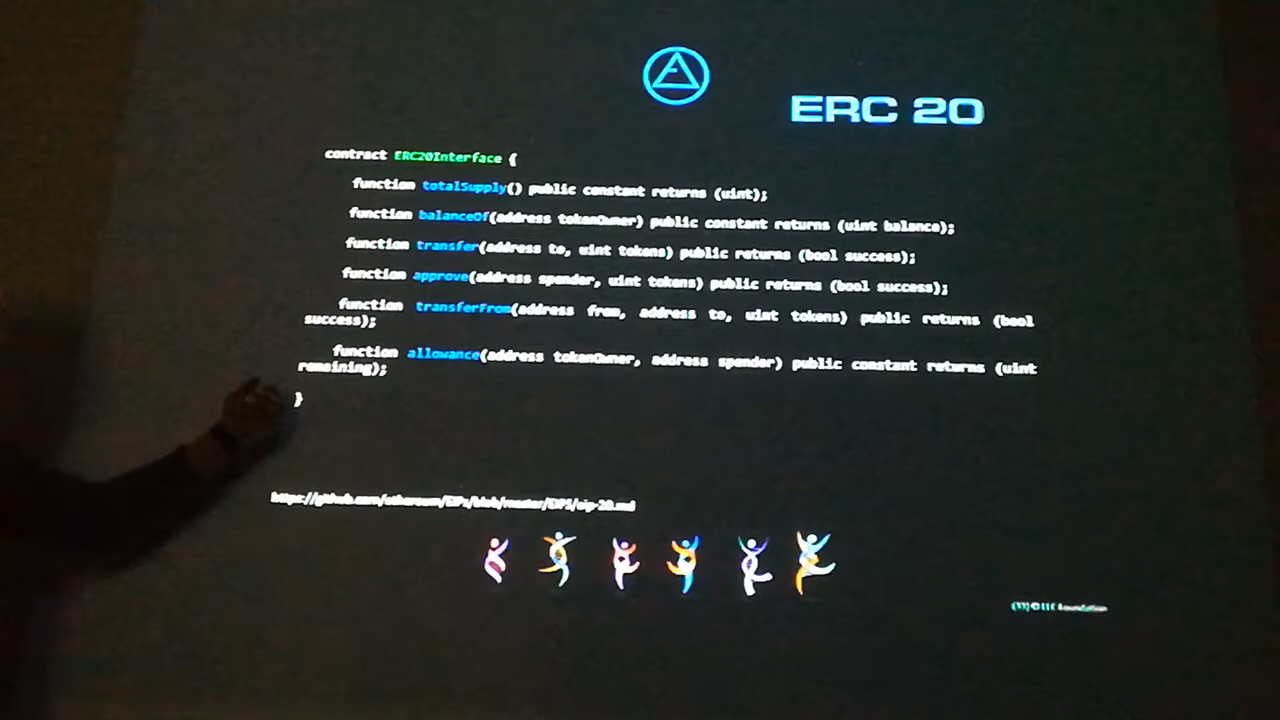 ERC 20
contract ERC20Interface {
function totalSupply() public constant returns (uint);
function balanceOf(address tokenOwner) public constant returns (uint balance);
function transfer(address to, uint tokens) public returns (bool success);
function approve(address spender, uint tokens) public returns (bool success);
function transferFrom(address from, address to, uint tokens) public returns (bool
success);
function allowance(address tokenOwner, address spender) public constant returns (uint
remaining);
}
https://github.com/ethereum/EIPs/blob/master/EIPS/eip-20.md
foundation